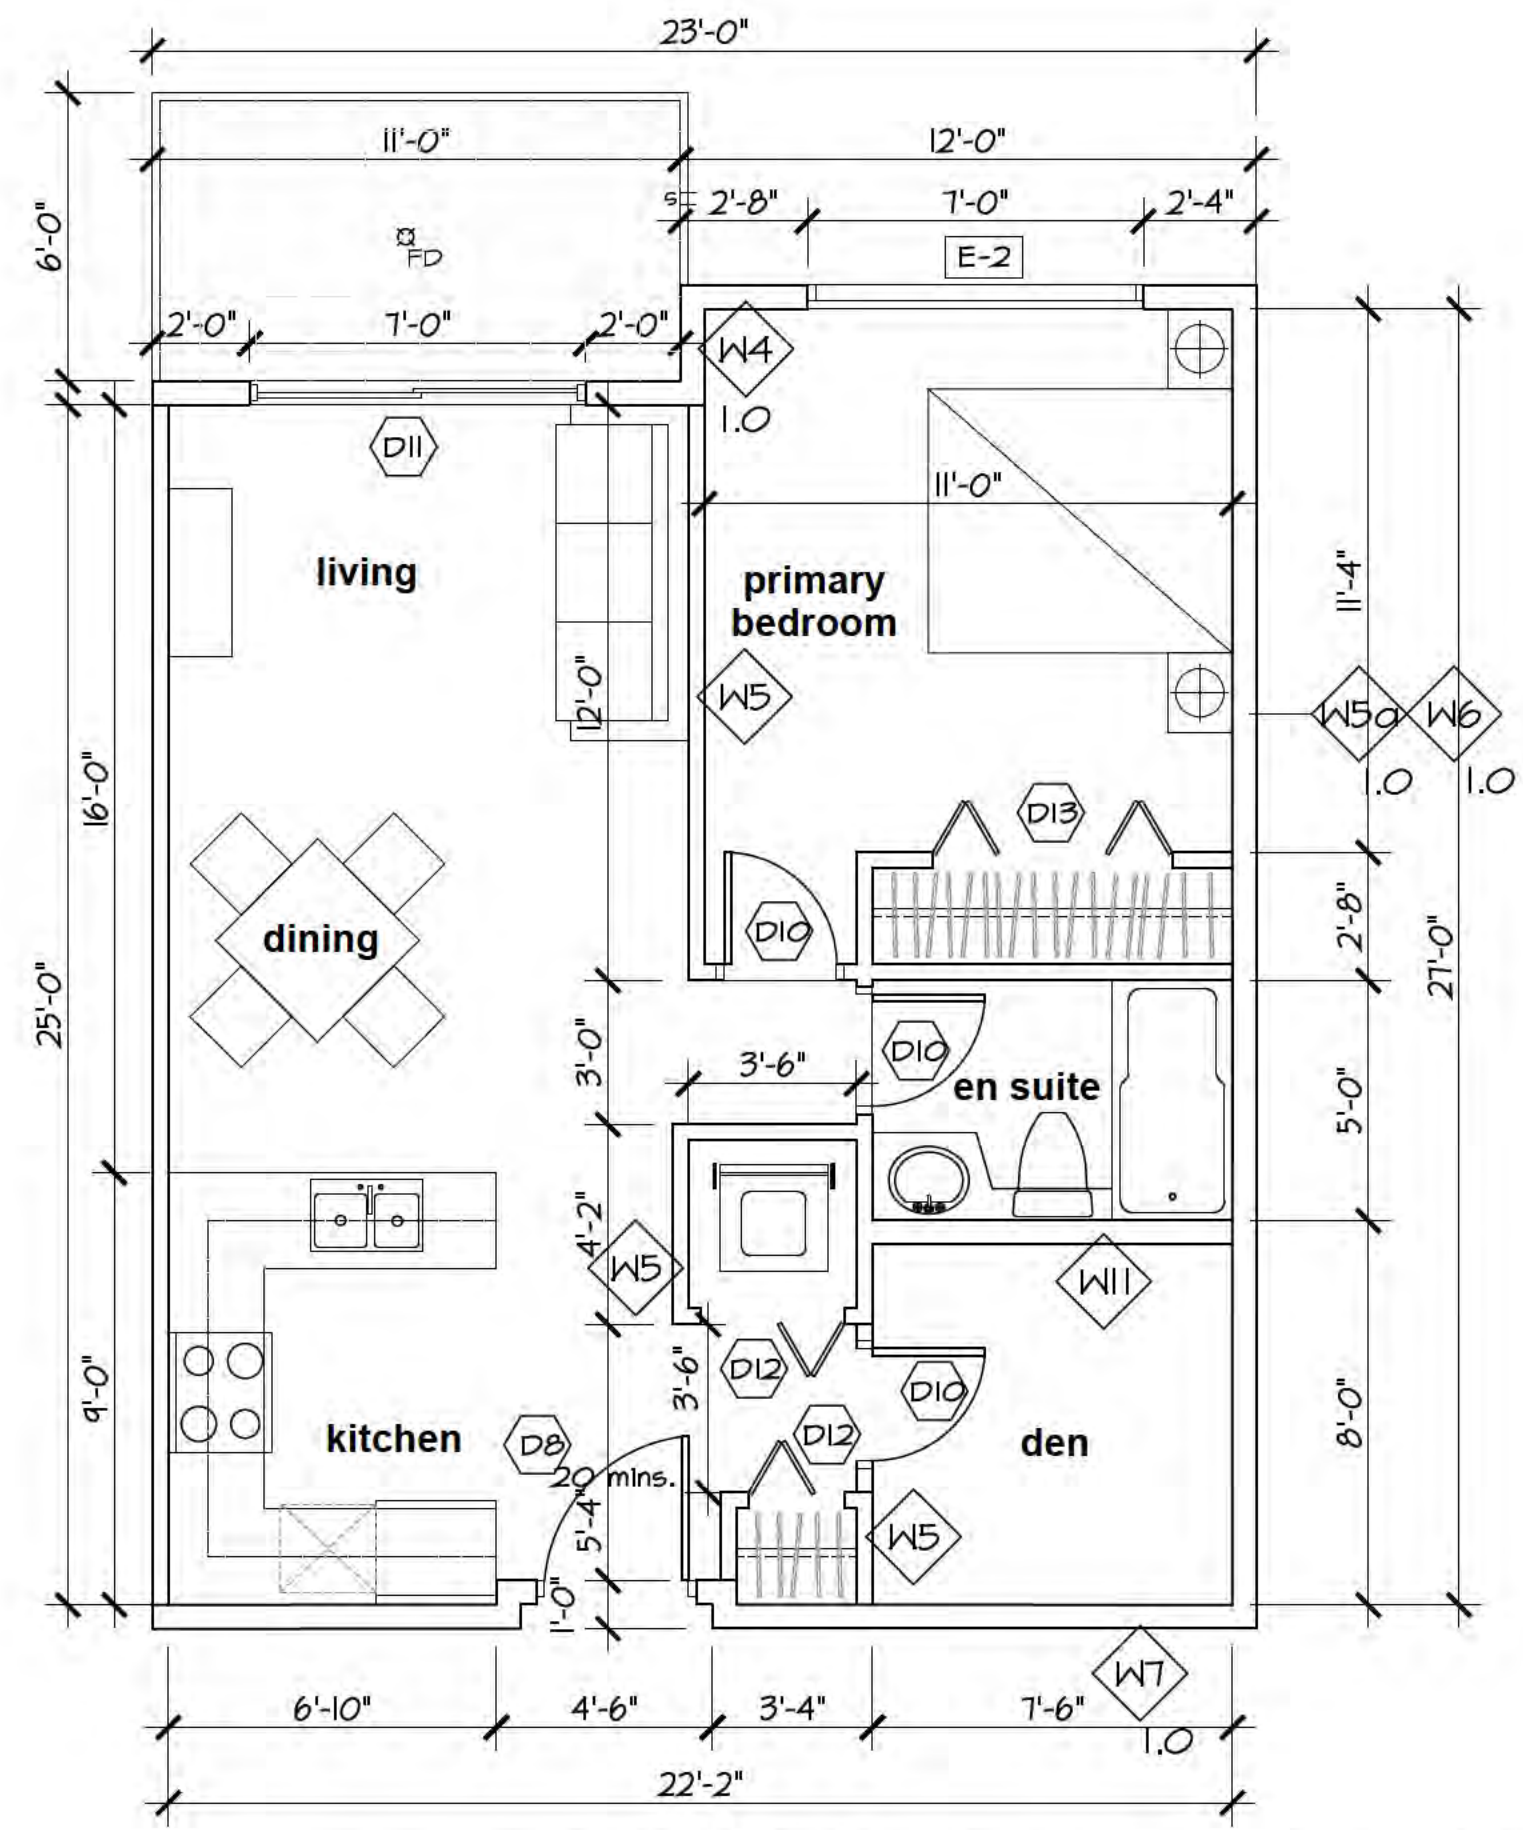 23'-0"
11'-0"
12'-0"
S
2'-8"
7'-0"
2'-4"
6'-0"
FD
E-2
2'-0"
7'-0"
2'-0"
W4
1.0
D11
11'-0"
living
primary
bedroom
11'-4"
12'-0"
W5
W5a
W6
1.0
1.0
16'-0"
D13
dining
D10
2'-8"
27'-0"
25'-0"
3'-0"
3'-6"
D10
en suite
5'-0"
4'-2"
W5
W11
D12
3'-6"
D10
9'-0"
kitchen
D8
D12
den
8'-0"
20 mins.
5'-4"
W5
1'-0"
W7
1.0
6'-10"
4'-6"
3'-4"
7'-6"
22'-2"